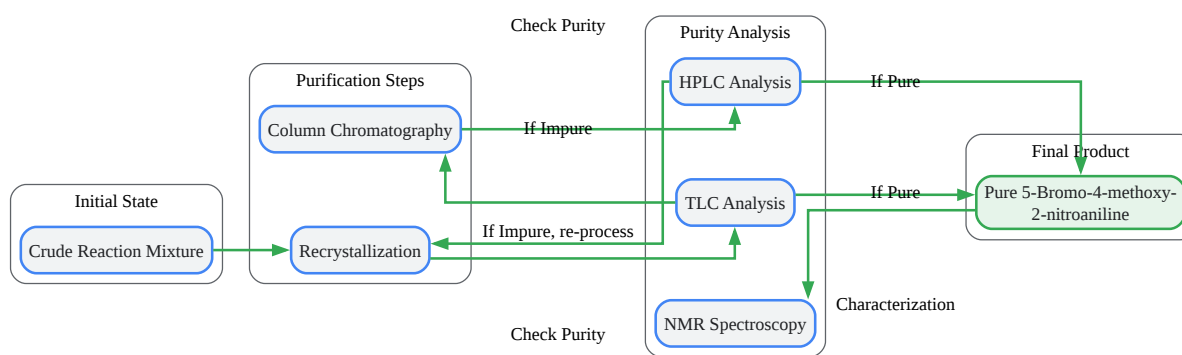 Check Purity
Purity Analysis
Purification Steps
HPLC Analysis
If Pure
Column Chromatography
If Impure
Final Product
Initial State
TLC Analysis
If Pure
Pure 5-Bromo-4-methoxy-
2-nitroaniline
Crude Reaction Mixture
Recrystallization
If Impure, re-process
Characterization
NMR Spectroscopy
Check Purity